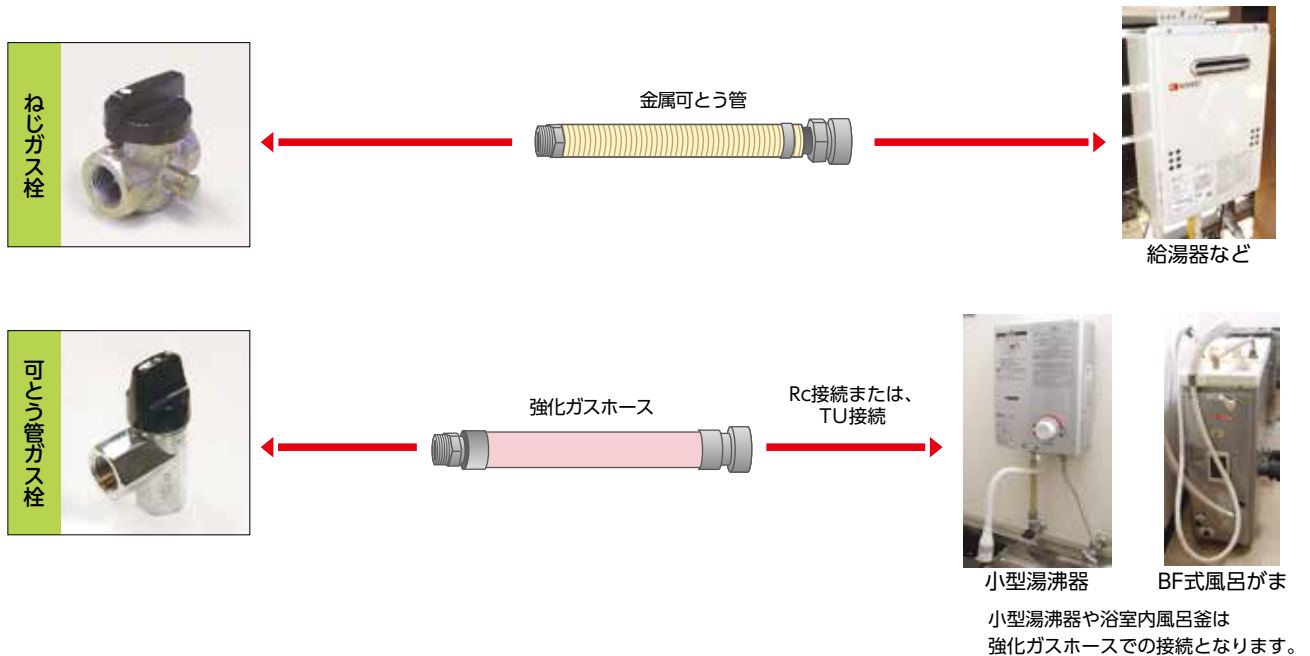 ねじガス栓
金属可とう管
給湯器など
可とう管ガス栓
強化ガスホース
Rc接続または、
TU接続
小型湯沸器
BF式風呂がま
小型湯沸器や浴室内風呂釜は
強化ガスホースでの接続となります。